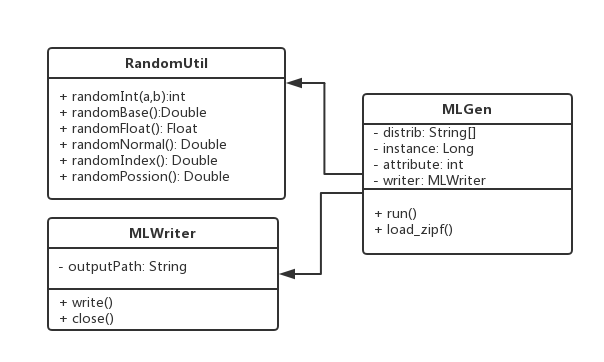 RandomUtil
+ randomInt(a,b):int
+ randomBase():Double
+ randomFloat(): Float
+ randomNormal(): Double
+ randomIndex(): Double
+ randomPossion(): Double
MLGen
- distrib: String[]
- instance: Long
- attribute: int
- writer: MLWriter
+ run()
+ load_zipf()
MLWriter
- outputPath: String
+ write()
+ close()